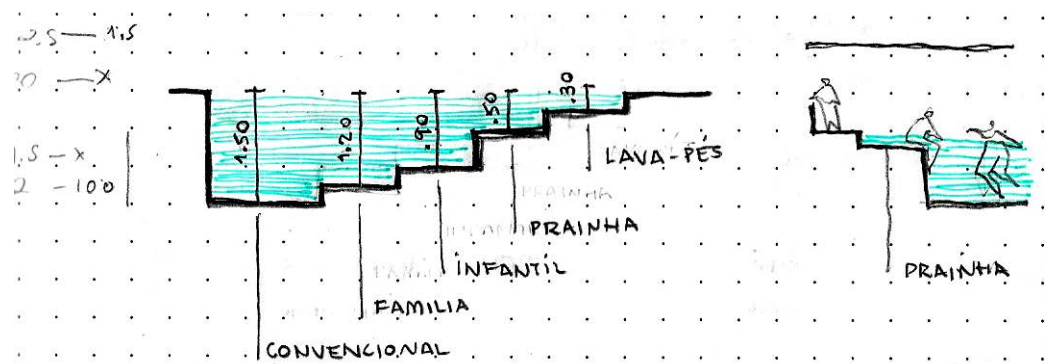 2.5 — 1.5
— x
1.5 — x
2 — 100
1.50
1.20
.90
.50
.30
LAVA-PÉS
PRAINHA
INFANTIL
FAMILIA
CONVENCIONAL
PRAINHA